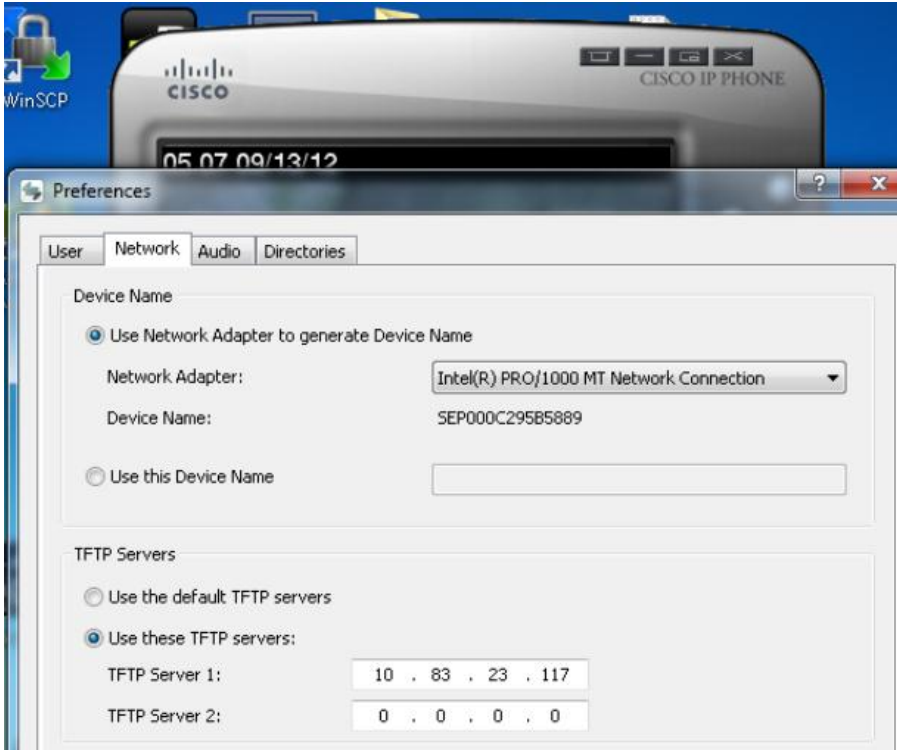 WinSCP
CISCO
CISCO IP PHONE
05 07 09/13/12
Preferences
User Network Audio Directories
Device Name
Use Network Adapter to generate Device Name
Network Adapter: Intel(R) PRO/1000 MT Network Connection
Device Name: SEP000C295B5889
Use this Device Name
TFTP Servers
Use the default TFTP servers
Use these TFTP servers:
TFTP Server 1: 10 . 83 . 23 . 117
TFTP Server 2: 0 . 0 . 0 . 0